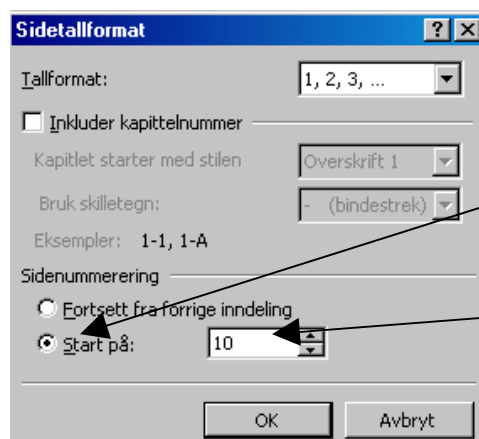 Sidetallformat ? ×
Tallformat: 1, 2, 3, ...
Inkluder kapittelnummer
Kapitlet starter med stilen Overskrift 1
Bruk skilletegn: - (bindestrek)
Eksempler: 1-1, 1-A
Sidenummerering
Fortsett fra forrige inndeling
Start på: 10
OK Avbryt